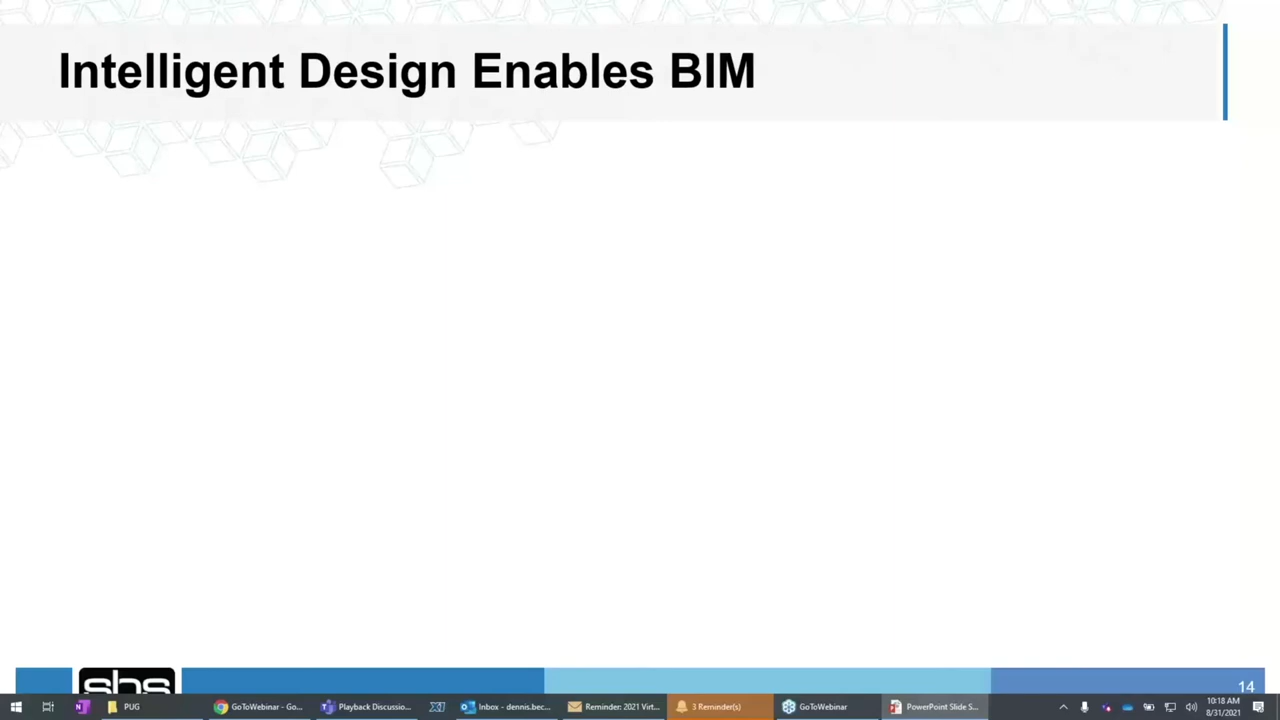 Intelligent Design Enables BIM
sbs
14
PUG
GoToWebinar - Go...
Playback Discussio...
Inbox - dennis.bec...
Reminder: 2021 Virt...
3 Reminder(s)
GoToWebinar
PowerPoint Slide S...
10:18 AM
8/31/2021